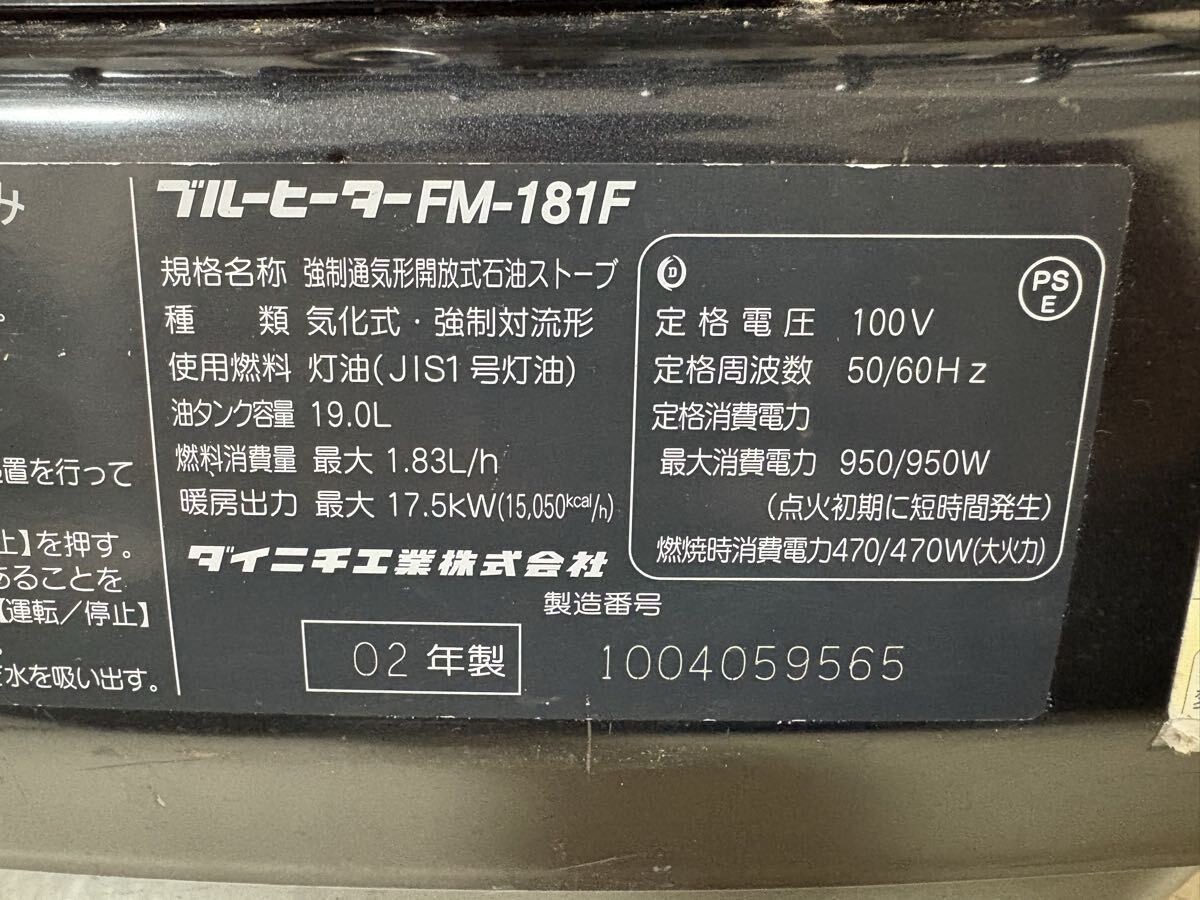 み
。
置を行って
止】を押す。
あることを
【運転／停止】
水を吸い出す。
ブルーヒーターFM-181F
規格名称 強制通気形開放式石油ストーブ
種類 気化式・強制対流形
使用燃料 灯油(JIS1号灯油)
油タンク容量 19.0L
燃料消費量 最大 1.83L/h
暖房出力 最大 17.5kW(15,050kcal/h)
ダイニチ工業株式会社
D
PS
E
定格電圧 100V
定格周波数 50/60Hz
定格消費電力
最大消費電力 950/950W
(点火初期に短時間発生)
燃焼時消費電力470/470W(大火力)
製造番号
02 年製 1004059565